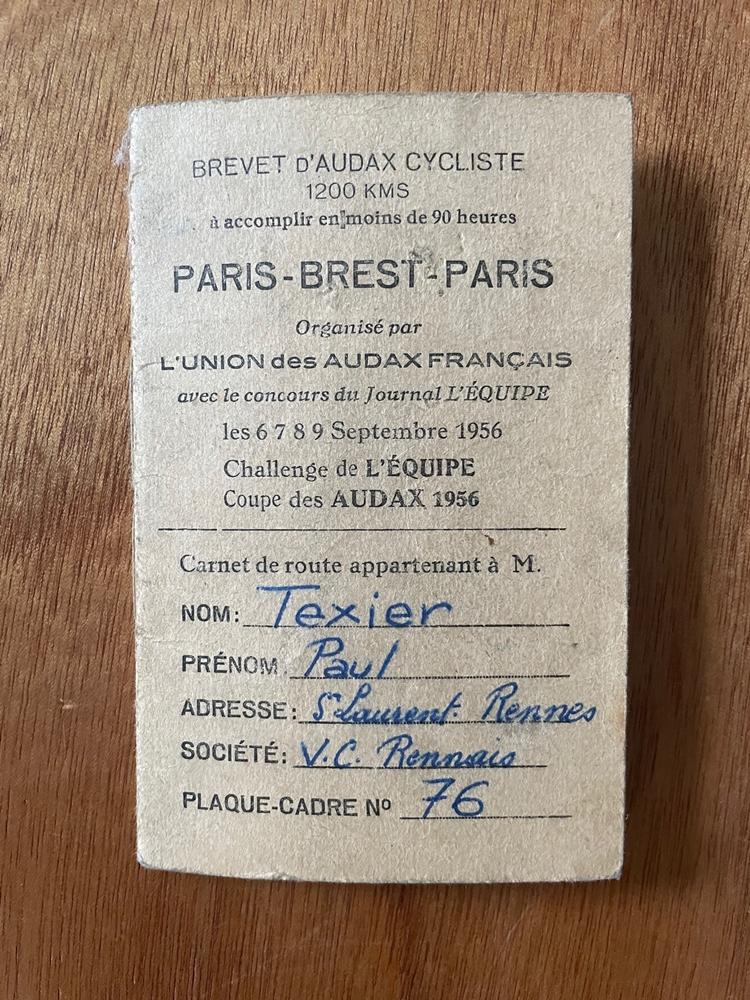 BREVET D'AUDAX CYCLISTE
1200 KMS
à accomplir en moins de 90 heures
PARIS-BREST-PARIS
Organisé par
L'UNION des AUDAX FRANÇAIS
avec le concours du Journal L'ÉQUIPE
les 6 7 8 9 Septembre 1956
Challenge de L'ÉQUIPE
Coupe des AUDAX 1956
Carnet de route appartenant à M.
NOM: Texier
PRÉNOM Paul
ADRESSE: St Laurent Rennes
SOCIÉTÉ: V.C. Rennais
PLAQUE-CADRE Nº 76